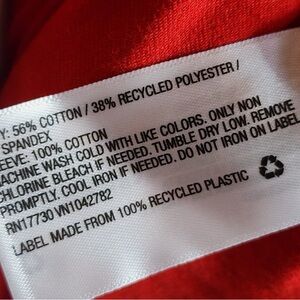 Y: 56% COTTON / 38% RECYCLED POLYESTER /
SPANDEX
EEVE: 100% COTTON
ACHINE WASH COLD WITH LIKE COLORS. ONLY NON
CHLORINE BLEACH IF NEEDED. TUMBLE DRY LOW. REMOVE
PROMPTLY. COOL IRON IF NEEDED. DO NOT IRON ON LABEL
RN17730 VN1042782
LABEL MADE FROM 100% RECYCLED PLASTIC